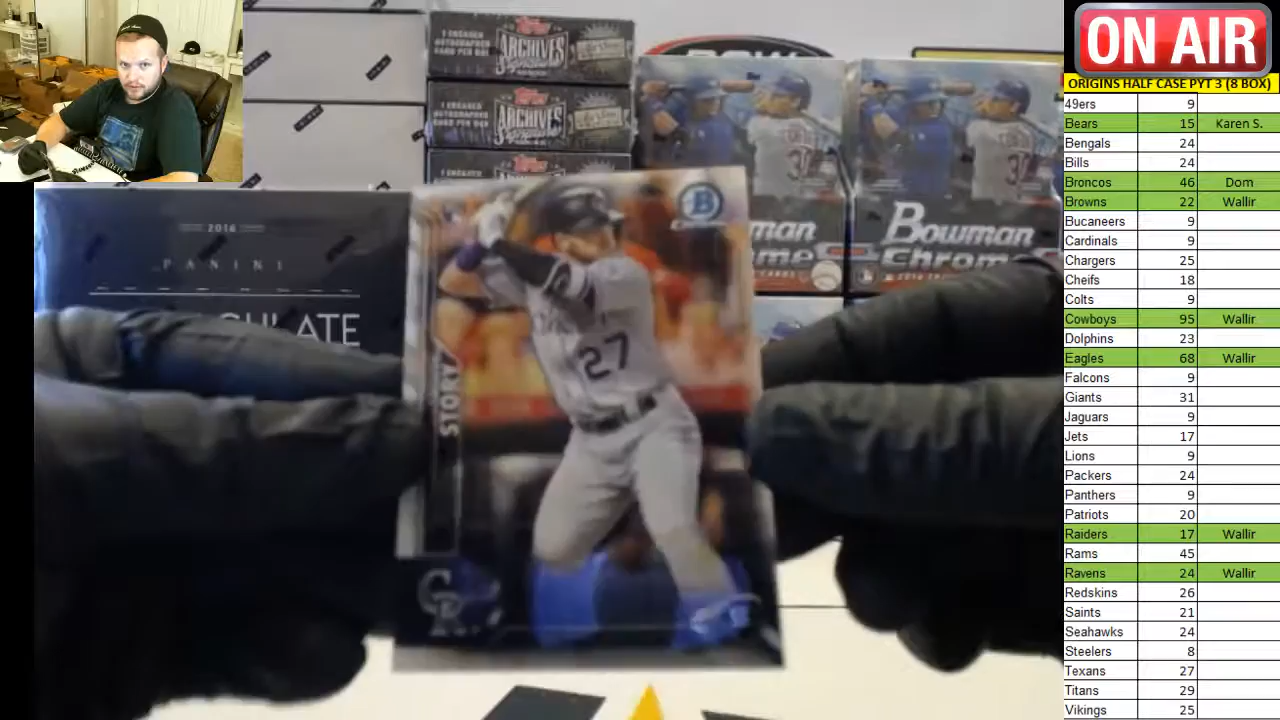 ON AIR
ORIGINS HALF CASE PYT 3 (8 BOX)
49ers 9
Bears 15 Karen S.
Bengals 24
Bills 24
Broncos 46 Dom
Browns 22 Wallir
Bucaneers 9
Cardinals 9
Chargers 25
Cheifs 18
Colts 9
Cowboys 95 Wallir
Dolphins 23
Eagles 68 Wallir
Falcons 9
Giants 31
Jaguars 9
Jets 17
Lions 9
Packers 24
Panthers 9
Patriots 20
Raiders 17 Wallir
Rams 45
Ravens 24 Wallir
Redskins 26
Saints 21
Seahawks 24
Steelers 8
Texans 27
Titans 29
Vikings 25
Topps
ARCHIVES
Signature
ARCHIVES
2016
PANINI
Bowman
Chrome
B
STORY
27
CR